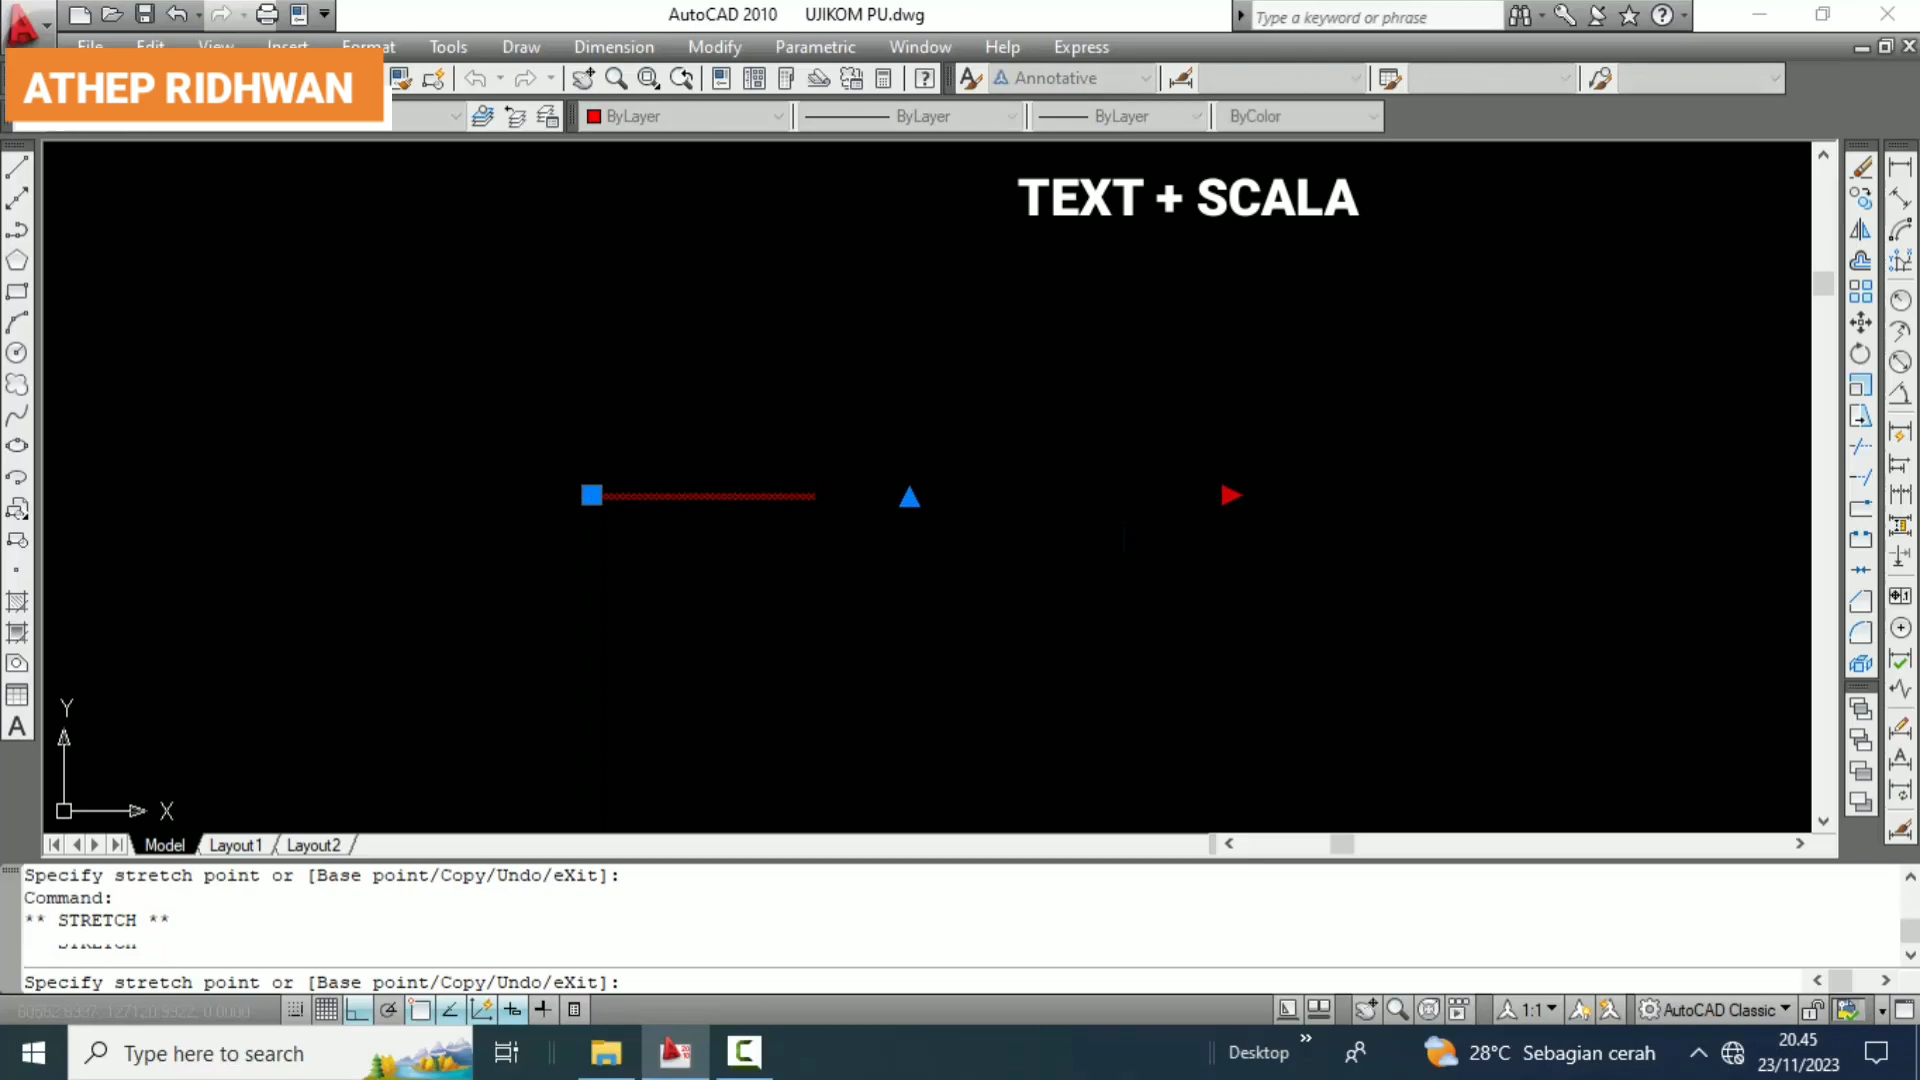 AutoCAD 2010 UJIKOM PU.dwg
Type a keyword or phrase
File Edit View Insert Format Tools Draw Dimension Modify Parametric Window Help Express
ATHEP RIDHWAN
Annotative
ByLayer ByLayer ByLayer ByColor
TEXT + SCALA
Y
X
Model Layout1 Layout2
Specify stretch point or [Base point/Copy/Undo/eXit]:
Command:
** STRETCH **
STRETCH
Specify stretch point or [Base point/Copy/Undo/eXit]:
1:1 AutoCAD Classic
Type here to search
Desktop
28°C Sebagian cerah
20.45
23/11/2023